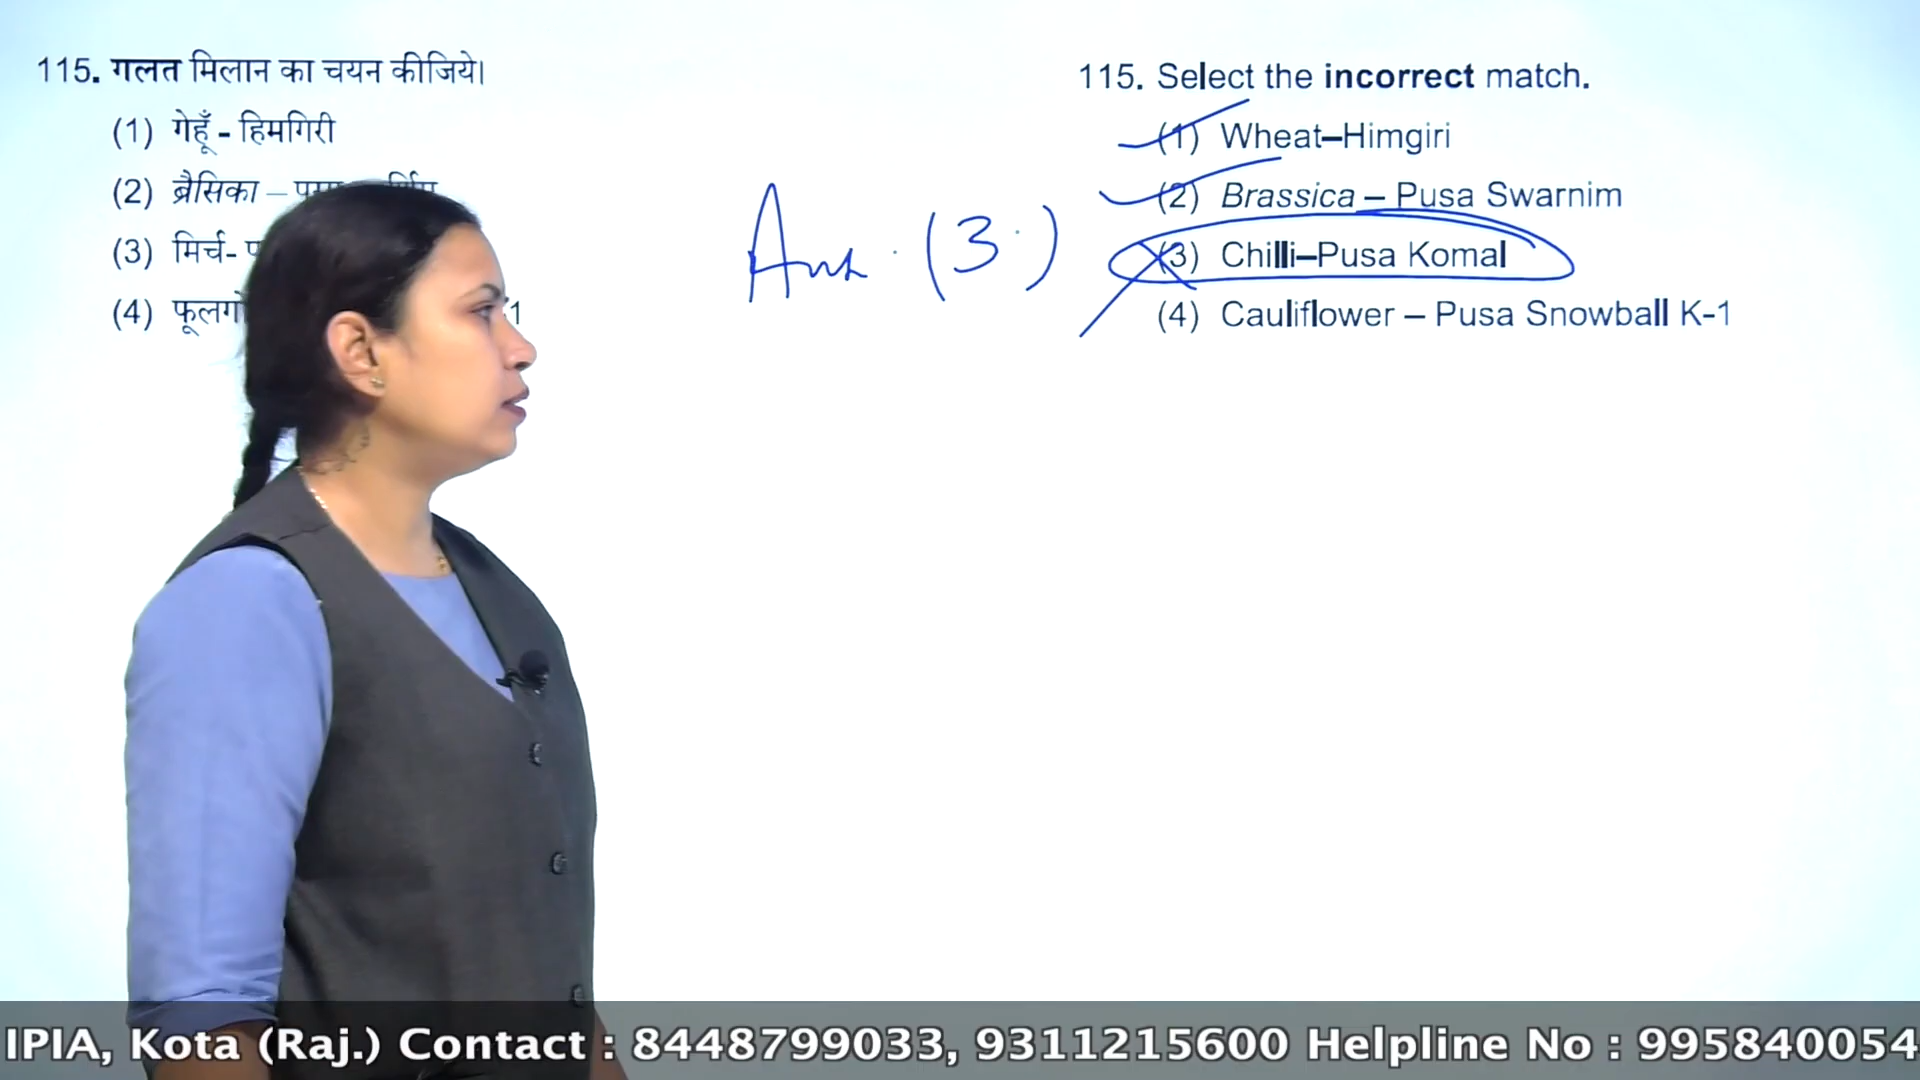 115. गलत मिलान का चयन कीजिये।
(1) गेहूँ - हिमगिरी
(2) ब्रैसिका –
(3) मिर्च-
(4) 1
115. Select the incorrect match.
(1) Wheat–Himgiri
(2) Brassica – Pusa Swarnim
(3) Chilli–Pusa Komal
(4) Cauliflower – Pusa Snowball K-1
Ans. (3)
IPIA, Kota (Raj.) Contact : 8448799033, 9311215600 Helpline No : 995840054